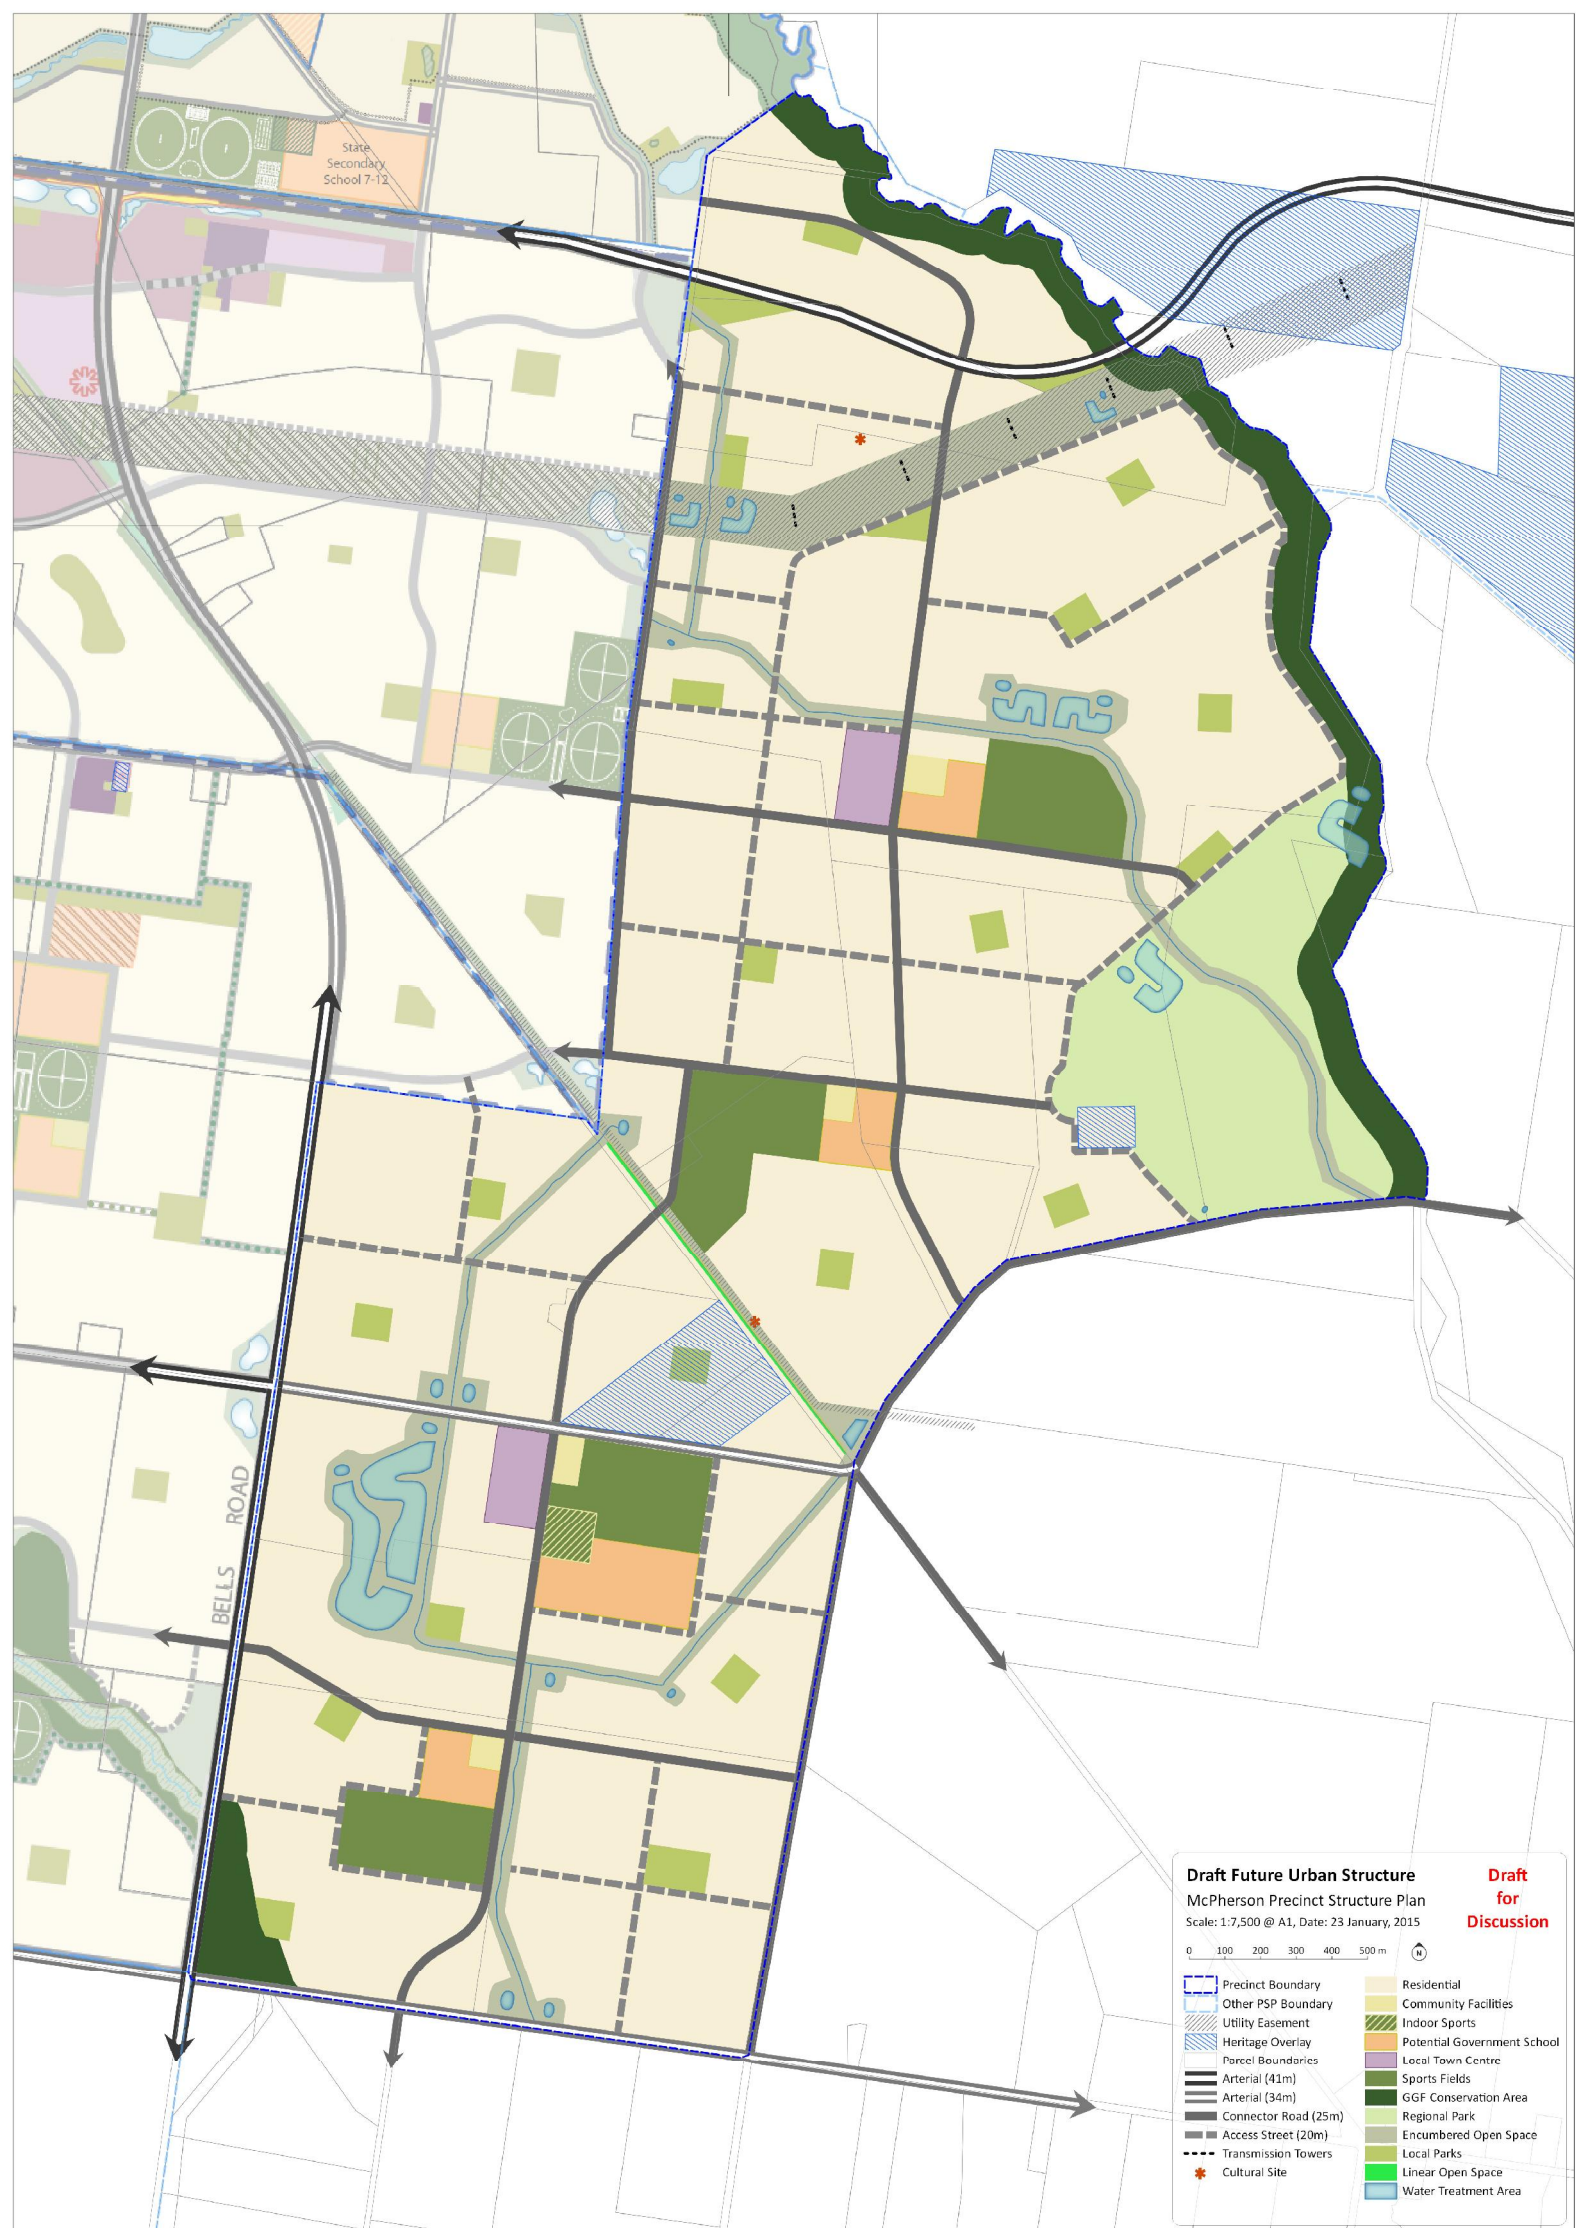 State
Secondary
School 7-12
BELLS ROAD
Draft Future Urban Structure
McPherson Precinct Structure Plan
Scale: 1:7,500 @ A1, Date: 23 January, 2015
Draft
for
Discussion
0 100 200 300 400 500 m
N
Precinct Boundary
Other PSP Boundary
Utility Easement
Heritage Overlay
Parcel Boundaries
Arterial (41m)
Arterial (34m)
Connector Road (25m)
Access Street (20m)
Transmission Towers
Cultural Site
Residential
Community Facilities
Indoor Sports
Potential Government School
Local Town Centre
Sports Fields
GGF Conservation Area
Regional Park
Encumbered Open Space
Local Parks
Linear Open Space
Water Treatment Area